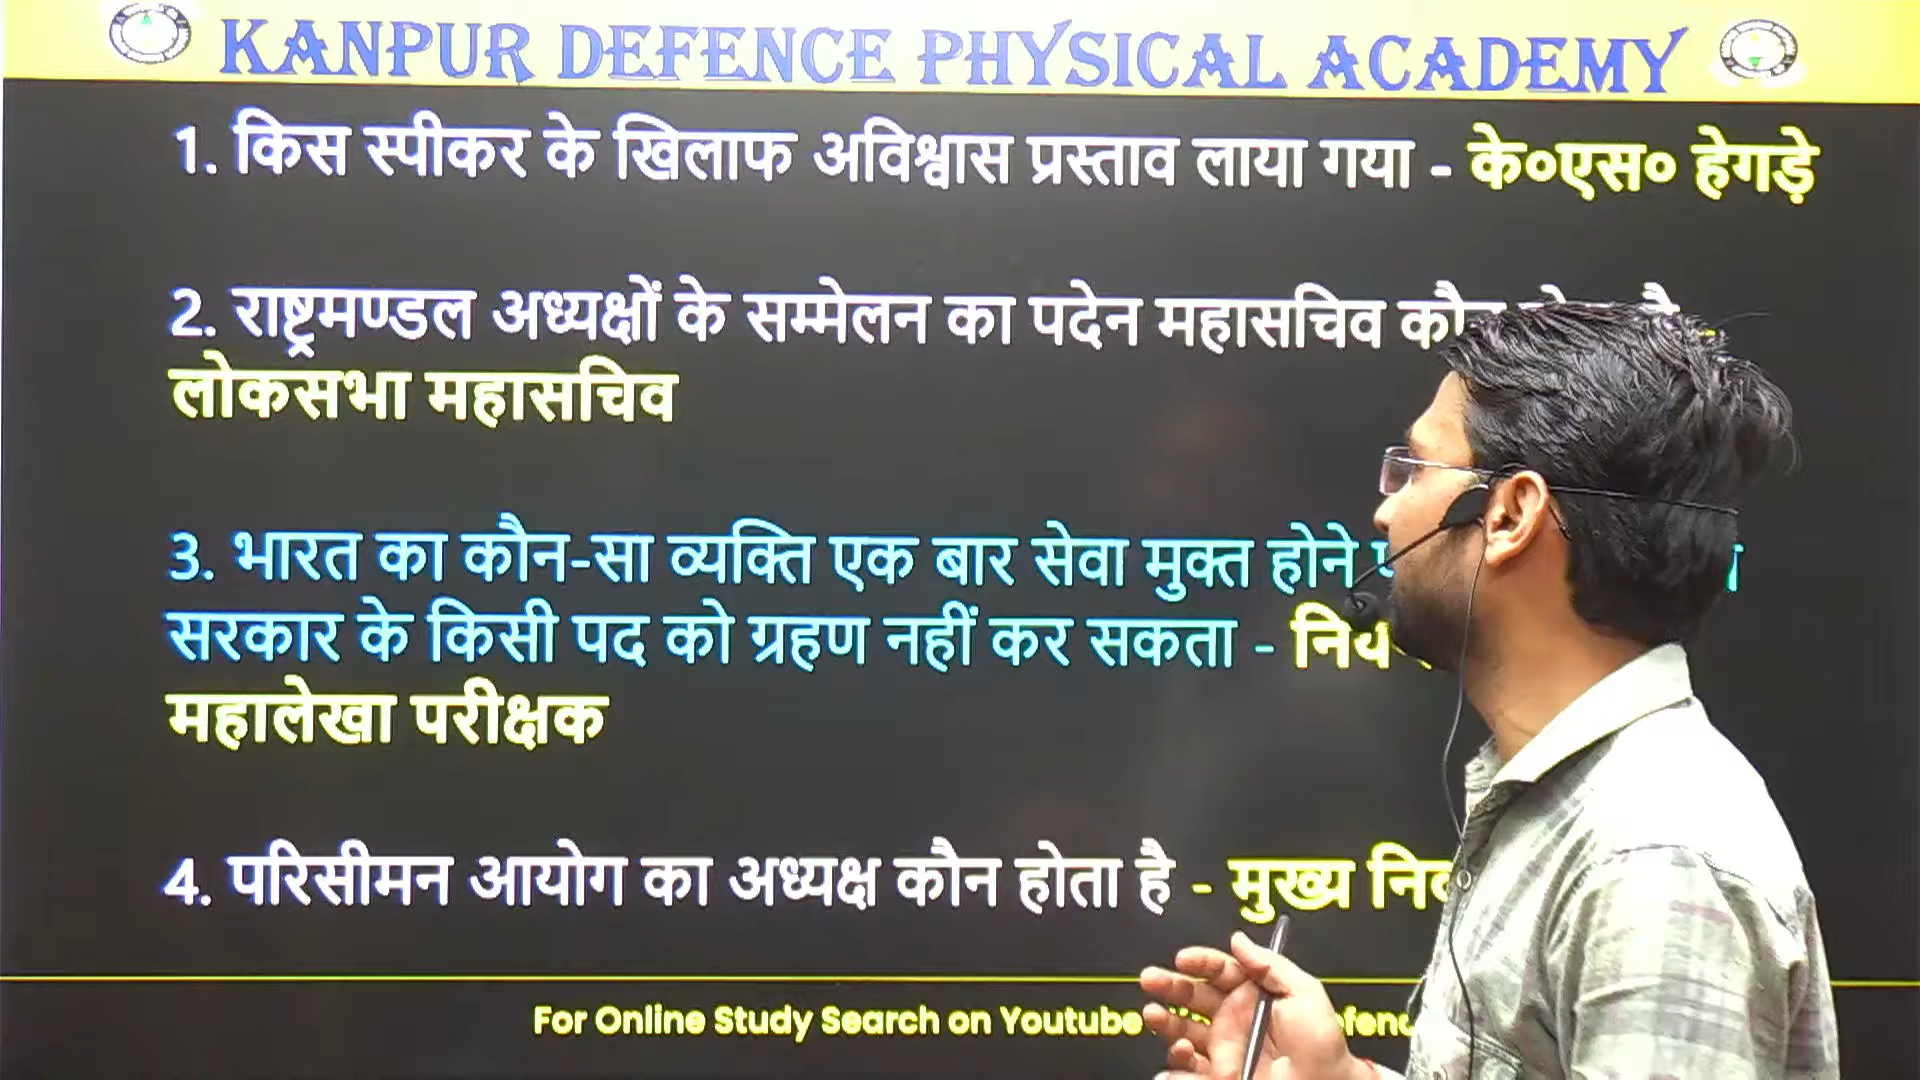 KANPUR DEFENCE PHYSICAL ACADEMY
1. किस स्पीकर के खिलाफ अविश्वास प्रस्ताव लाया गया - के०एस० हेगड़े
2. राष्ट्रमण्डल अध्यक्षों के सम्मेलन का पदेन महासचिव
लोकसभा महासचिव
3. भारत का कौन-सा व्यक्ति एक बार सेवा मुक्त होने
सरकार के किसी पद को ग्रहण नहीं कर सकता -
महालेखा परीक्षक
4. परिसीमन आयोग का अध्यक्ष कौन होता है - मुख्य
For Online Study Search on Youtube